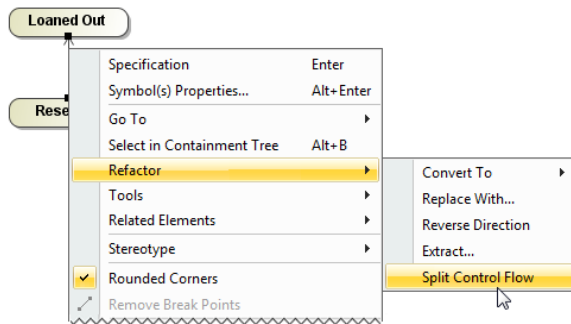 Loaned Out
Rese
Specification Enter
Symbol(s) Properties... Alt+Enter
Go To
Select in Containment Tree Alt+B
Refactor
Tools
Related Elements
Stereotype
Rounded Corners
Remove Break Points
Convert To
Replace With...
Reverse Direction
Extract...
Split Control Flow